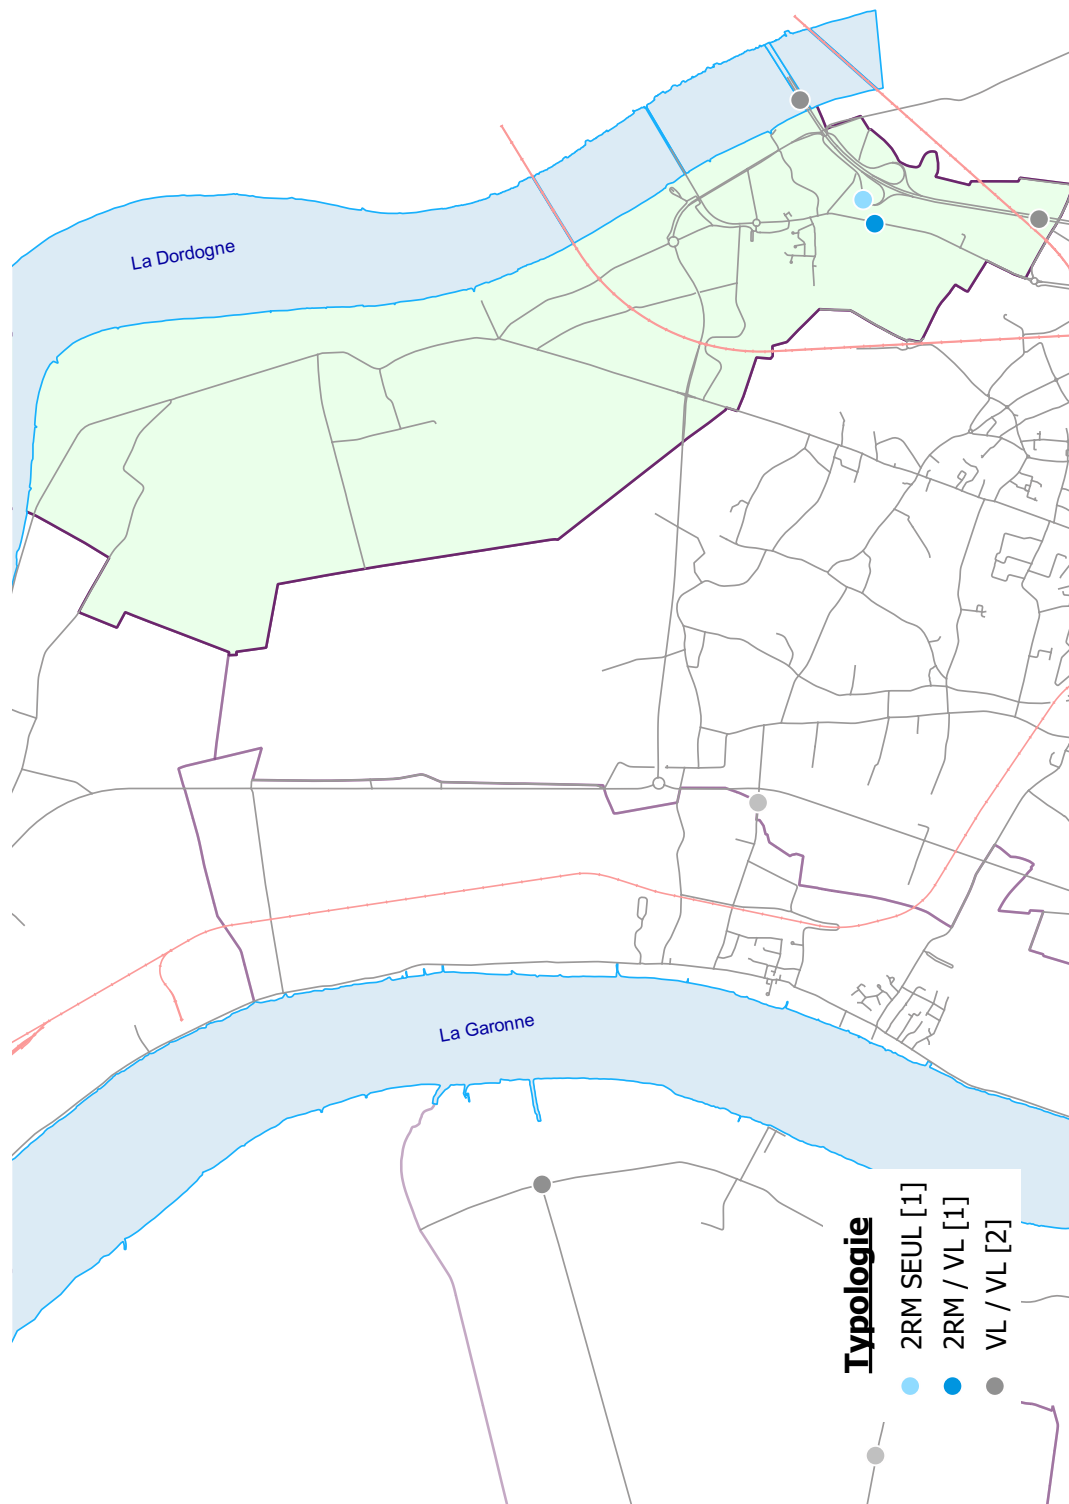 La Dordogne
La Garonne
Typologie
2RM SEUL [1]
2RM / VL [1]
VL / VL [2]